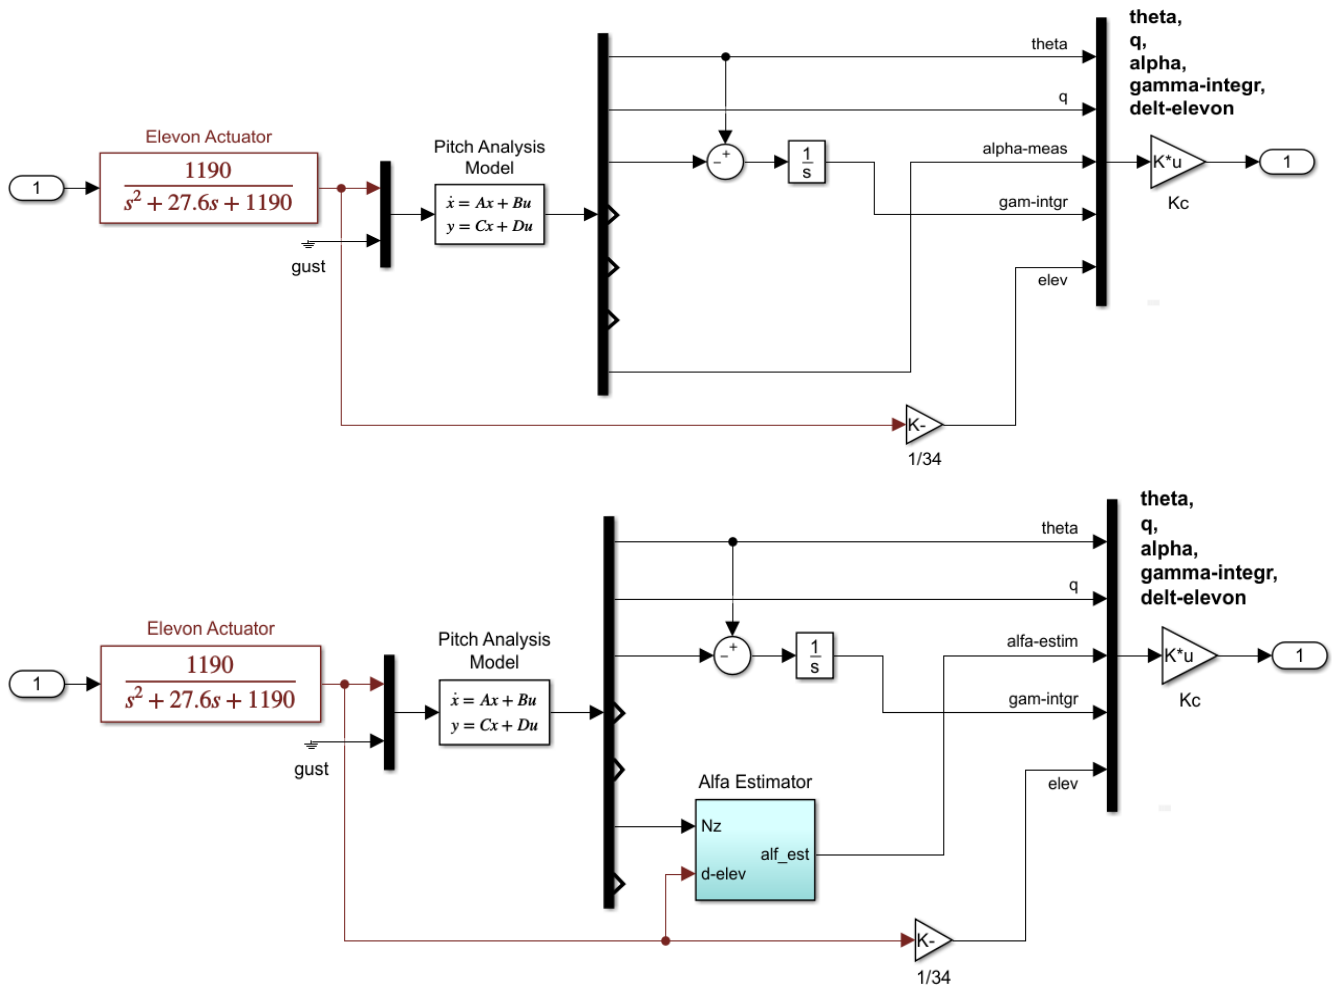 theta,
q,
alpha,
gamma-integr,
delt-elevon
theta
q
alpha-meas
gam-intgr
elev
Elevon Actuator
1190
s² + 27.6s + 1190
1
gust
Pitch Analysis
Model
ẋ = Ax + Bu
y = Cx + Du
− +
1
s
K*u
Kc
1
K-
1/34
theta,
q,
alpha,
gamma-integr,
delt-elevon
theta
q
alfa-estim
gam-intgr
elev
Elevon Actuator
1190
s² + 27.6s + 1190
1
gust
Pitch Analysis
Model
ẋ = Ax + Bu
y = Cx + Du
− +
1
s
K*u
Kc
1
Alfa Estimator
Nz
alf_est
d-elev
K-
1/34